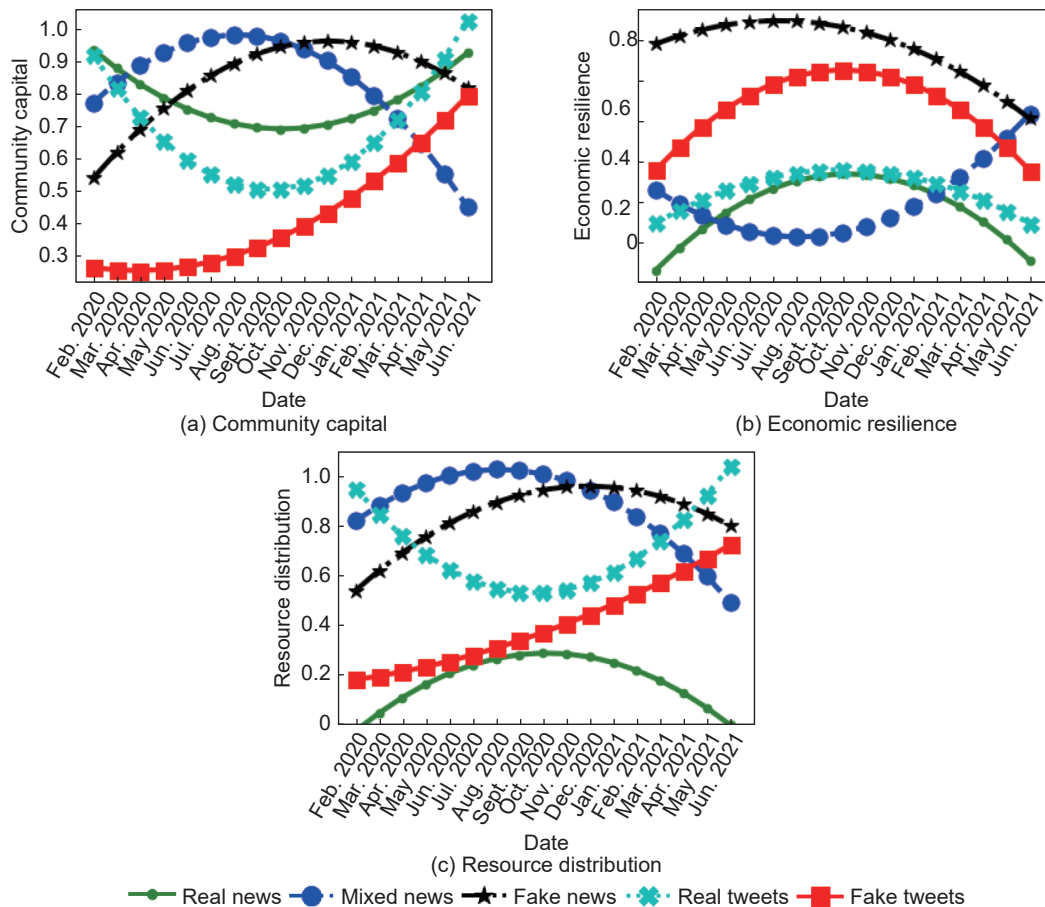 Community capital
1.0
0.9
0.8
0.7
0.6
0.5
0.4
0.3
Feb. 2020
Mar. 2020
Apr. 2020
May 2020
Jun. 2020
Jul. 2020
Aug. 2020
Sept. 2020
Oct. 2020
Nov. 2020
Dec. 2020
Jan. 2021
Feb. 2021
Mar. 2021
Apr. 2021
May 2021
Jun. 2021
Date
(a) Community capital
Economic resilience
0.8
0.6
0.4
0.2
0
Feb. 2020
Mar. 2020
Apr. 2020
May 2020
Jun. 2020
Jul. 2020
Aug. 2020
Sept. 2020
Oct. 2020
Nov. 2020
Dec. 2020
Jan. 2021
Feb. 2021
Mar. 2021
Apr. 2021
May 2021
Jun. 2021
Date
(b) Economic resilience
Resource distribution
1.0
0.8
0.6
0.4
0.2
0
Feb. 2020
Mar. 2020
Apr. 2020
May 2020
Jun. 2020
Jul. 2020
Aug. 2020
Sept. 2020
Oct. 2020
Nov. 2020
Dec. 2020
Jan. 2021
Feb. 2021
Mar. 2021
Apr. 2021
May 2021
Jun. 2021
Date
(c) Resource distribution
Real news Mixed news Fake news Real tweets Fake tweets